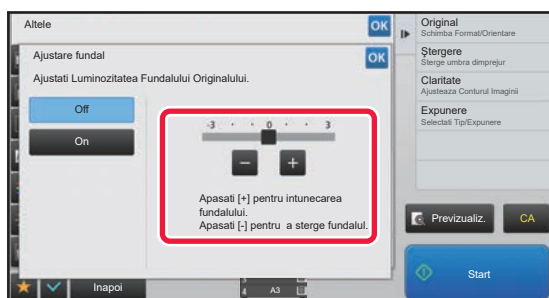 Altele
OK
Ajustare fundal
OK
Ajustati Luminozitatea Fundalului Originalului.
Off
On
-3 · · 0 · · 3
− +
Apasati [+] pentru intunecarea
fundalului.
Apasati [-] pentru a sterge fundalul.
Inapoi
4 A3
Original
Schimba Format/Orientare
Ştergere
Sterge umbra dimprejur
Claritate
Ajusteaza Conturul Imaginii
Expunere
Selectati Tip/Expunere
Previzualiz.
CA
Start